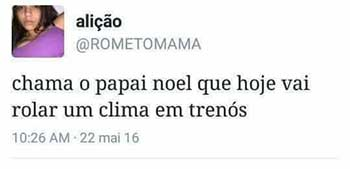 alição
@ROMETOMAMA
chama o papai noel que hoje vai
rolar um clima em trenós
10:26 AM · 22 mai 16